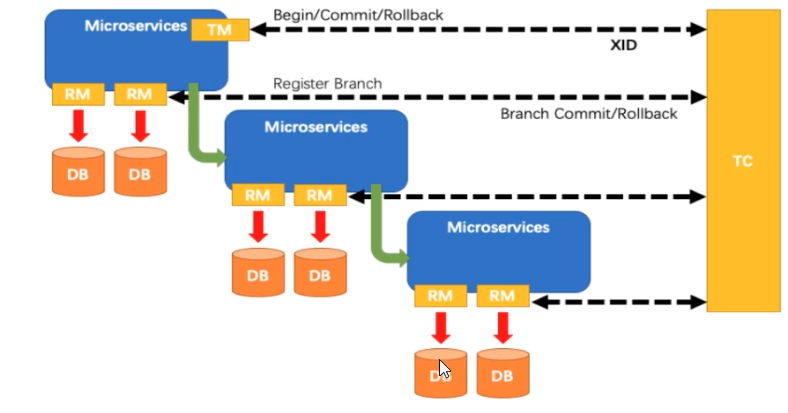 Begin/Commit/Rollback
Microservices
TM
XID
Register Branch
RM
RM
Branch Commit/Rollback
Microservices
DB
DB
TC
RM
RM
Microservices
DB
DB
RM
RM
DB